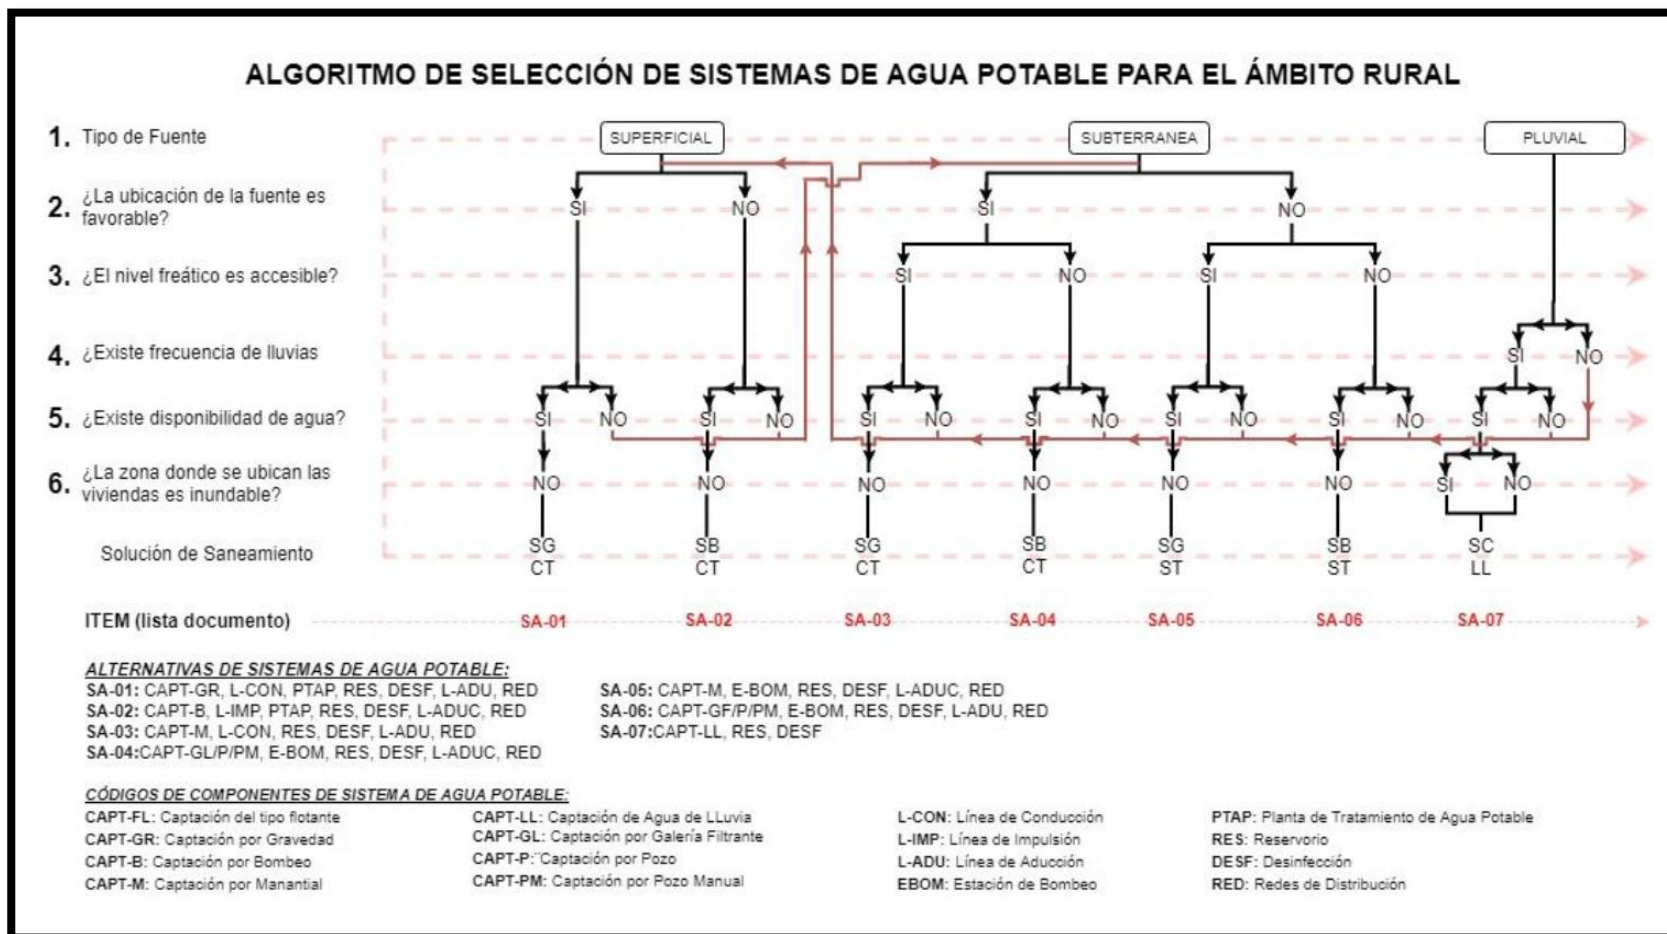 ALGORITMO DE SELECCIÓN DE SISTEMAS DE AGUA POTABLE PARA EL ÁMBITO RURAL
1. Tipo de Fuente
SUPERFICIAL
SUBTERRANEA
PLUVIAL
2. ¿La ubicación de la fuente es
favorable?
SI NO SI NO
3. ¿El nivel freático es accesible?
SI NO SI NO
4. ¿Existe frecuencia de lluvias
SI NO
5. ¿Existe disponibilidad de agua?
SI NO SI NO SI NO SI NO SI NO SI NO SI NO
6. ¿La zona donde se ubican las
viviendas es inundable?
NO NO NO NO NO NO SI NO
Solución de Saneamiento
SG SB SG SB SG SB SC
CT CT CT CT ST ST LL
ITEM (lista documento)
SA-01 SA-02 SA-03 SA-04 SA-05 SA-06 SA-07
ALTERNATIVAS DE SISTEMAS DE AGUA POTABLE:
SA-01: CAPT-GR, L-CON, PTAP, RES, DESF, L-ADU, RED
SA-02: CAPT-B, L-IMP, PTAP, RES, DESF, L-ADUC, RED
SA-03: CAPT-M, L-CON, RES, DESF, L-ADU, RED
SA-04:CAPT-GL/P/PM, E-BOM, RES, DESF, L-ADUC, RED
SA-05: CAPT-M, E-BOM, RES, DESF, L-ADUC, RED
SA-06: CAPT-GF/P/PM, E-BOM, RES, DESF, L-ADU, RED
SA-07:CAPT-LL, RES, DESF
CÓDIGOS DE COMPONENTES DE SISTEMA DE AGUA POTABLE:
CAPT-FL: Captación del tipo flotante
CAPT-GR: Captación por Gravedad
CAPT-B: Captación por Bombeo
CAPT-M: Captación por Manantial
CAPT-LL: Captación de Agua de LLuvia
CAPT-GL: Captación por Galería Filtrante
CAPT-P:¨Captación por Pozo
CAPT-PM: Captación por Pozo Manual
L-CON: Línea de Conducción
L-IMP: Línea de Impulsión
L-ADU: Línea de Aducción
EBOM: Estación de Bombeo
PTAP: Planta de Tratamiento de Agua Potable
RES: Reservorio
DESF: Desinfección
RED: Redes de Distribución